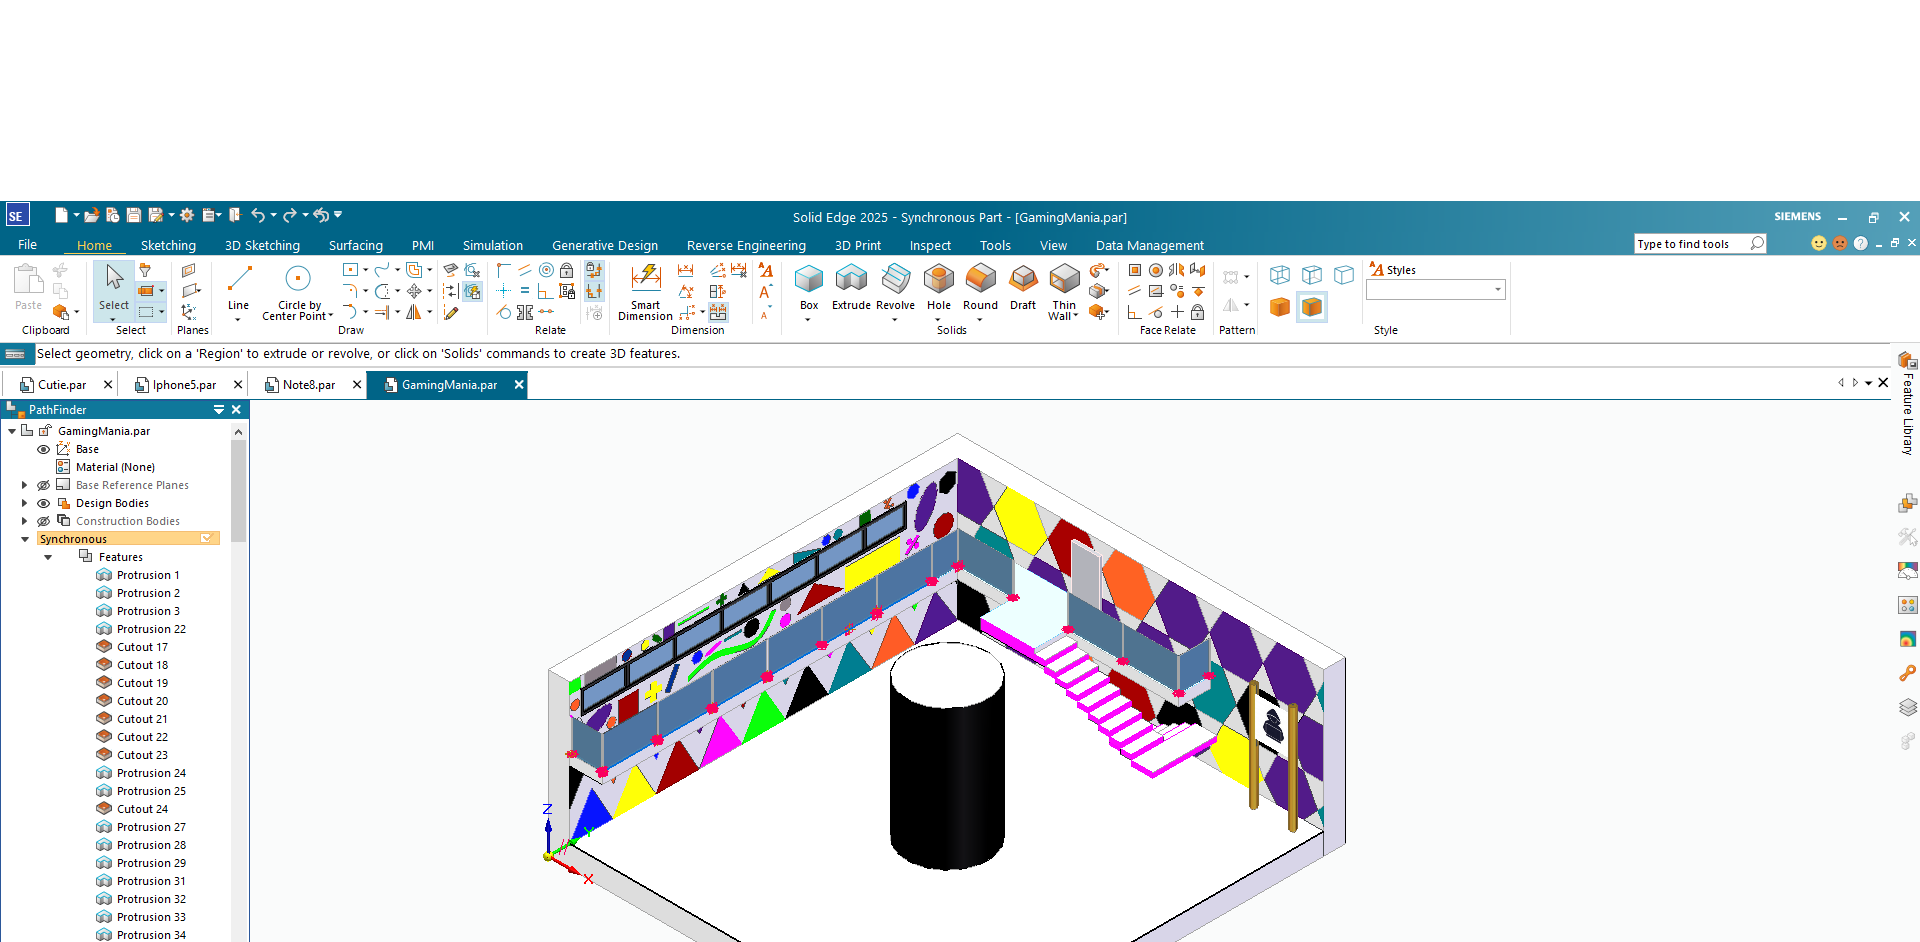 SE
Solid Edge 2025 - Synchronous Part - [GamingMania.par]
SIEMENS
File
Home
Sketching
3D Sketching
Surfacing
PMI
Simulation
Generative Design
Reverse Engineering
3D Print
Inspect
Tools
View
Data Management
Type to find tools
Paste
Clipboard
Select
Select
Planes
Line
Circle by
Center Point
Draw
Relate
Smart
Dimension
Dimension
Box
Extrude
Revolve
Hole
Round
Draft
Thin
Wall
Solids
Face Relate
Pattern
Styles
Style
Select geometry, click on a 'Region' to extrude or revolve, or click on 'Solids' commands to create 3D features.
Cutie.par
Iphone5.par
Note8.par
GamingMania.par
Feature Library
PathFinder
GamingMania.par
Base
Material (None)
Base Reference Planes
Design Bodies
Construction Bodies
Synchronous
Features
Protrusion 1
Protrusion 2
Protrusion 3
Protrusion 22
Cutout 17
Cutout 18
Cutout 19
Cutout 20
Cutout 21
Cutout 22
Cutout 23
Protrusion 24
Protrusion 25
Cutout 24
Protrusion 27
Protrusion 28
Protrusion 29
Protrusion 31
Protrusion 32
Protrusion 33
Protrusion 34
Z
Y
X